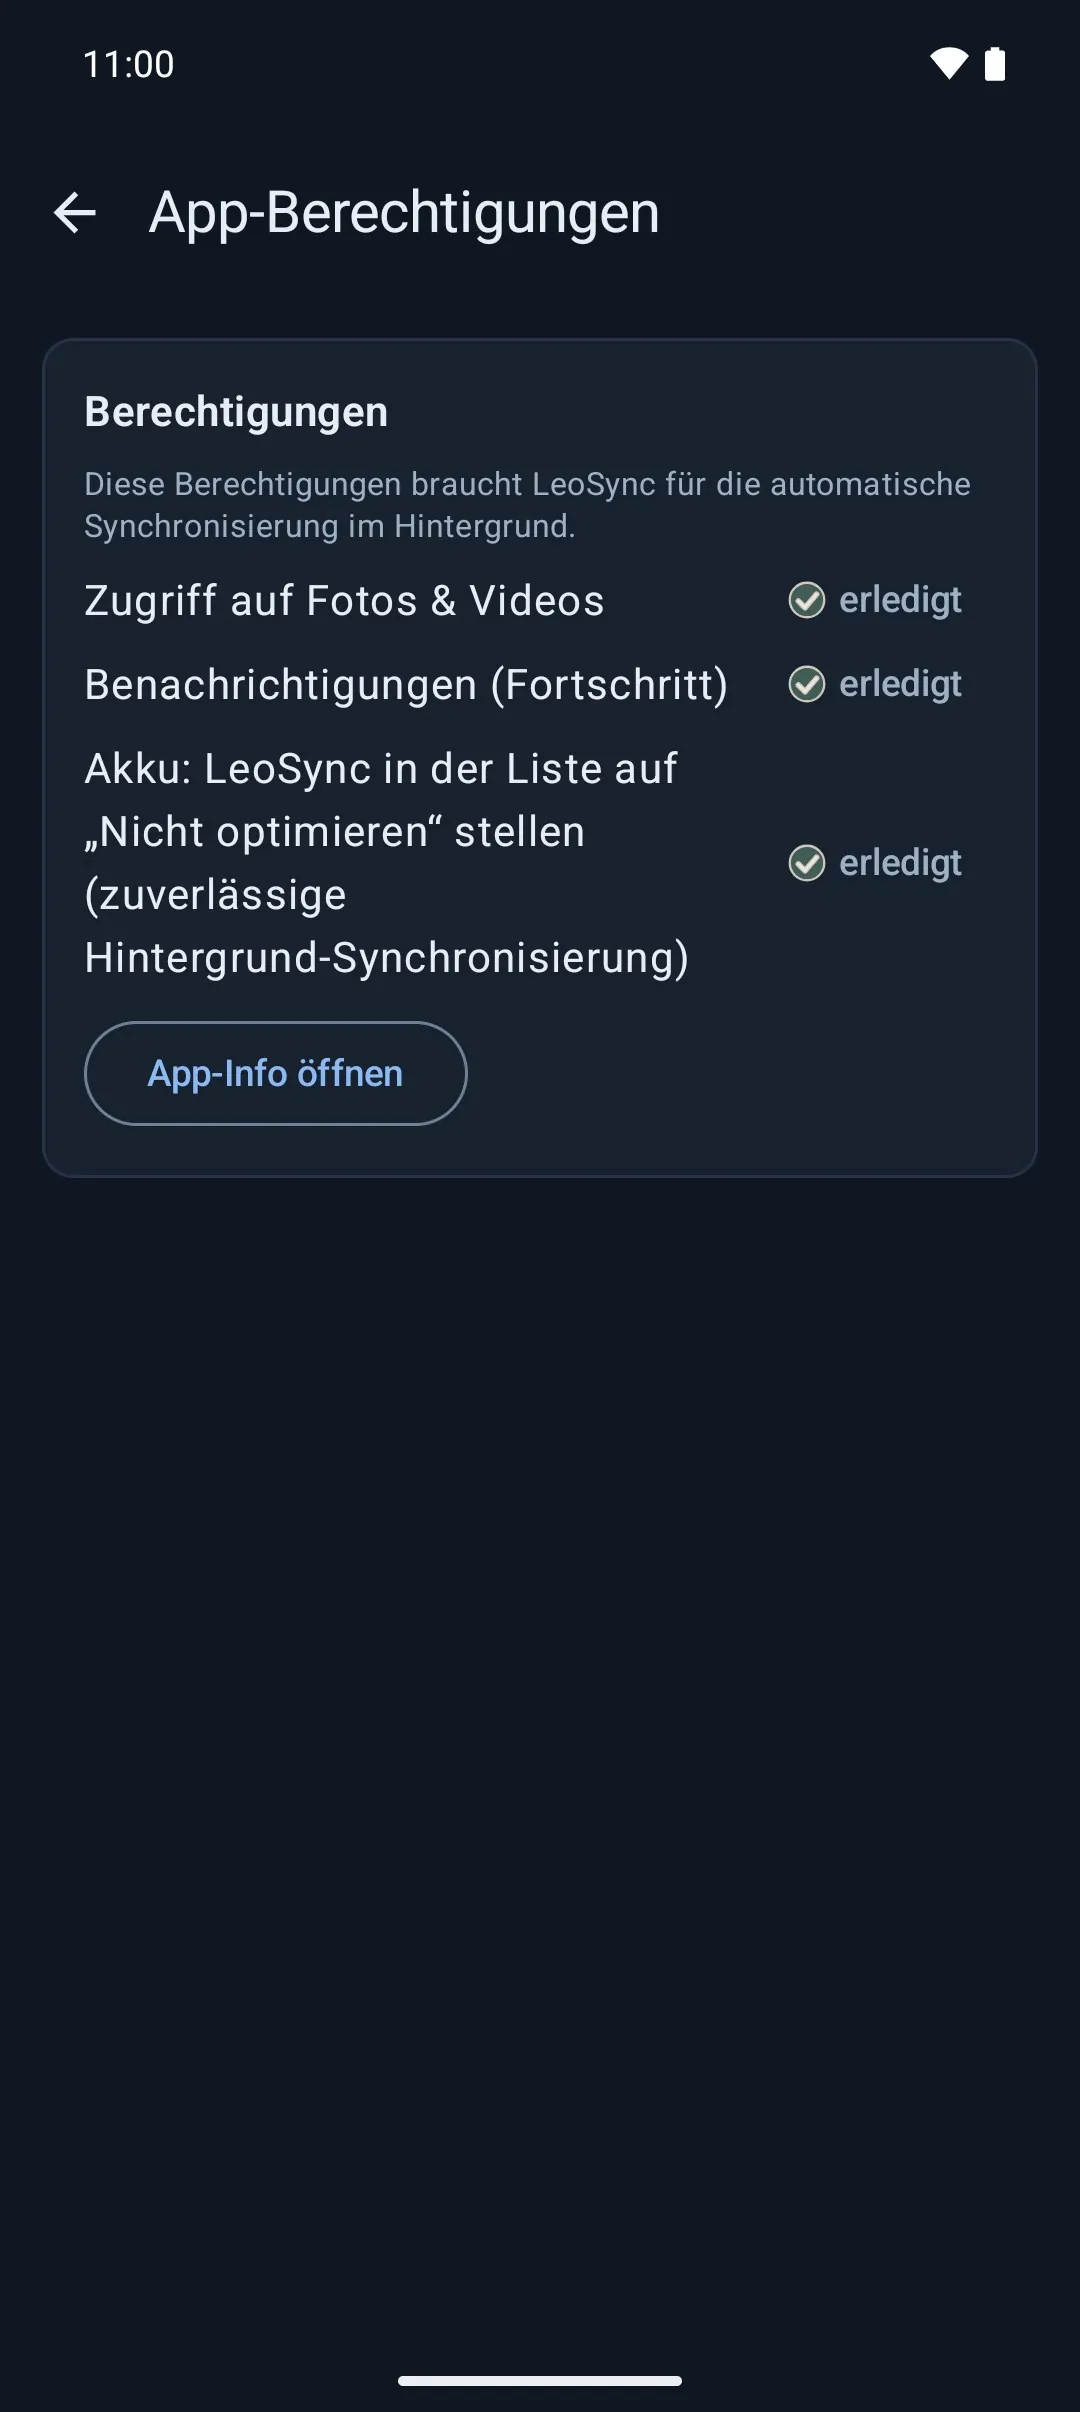 11:00
App-Berechtigungen
Berechtigungen
Diese Berechtigungen braucht LeoSync für die automatische
Synchronisierung im Hintergrund.
Zugriff auf Fotos & Videos
erledigt
Benachrichtigungen (Fortschritt)
erledigt
Akku: LeoSync in der Liste auf
„Nicht optimieren“ stellen
(zuverlässige
Hintergrund-Synchronisierung)
erledigt
App-Info öffnen